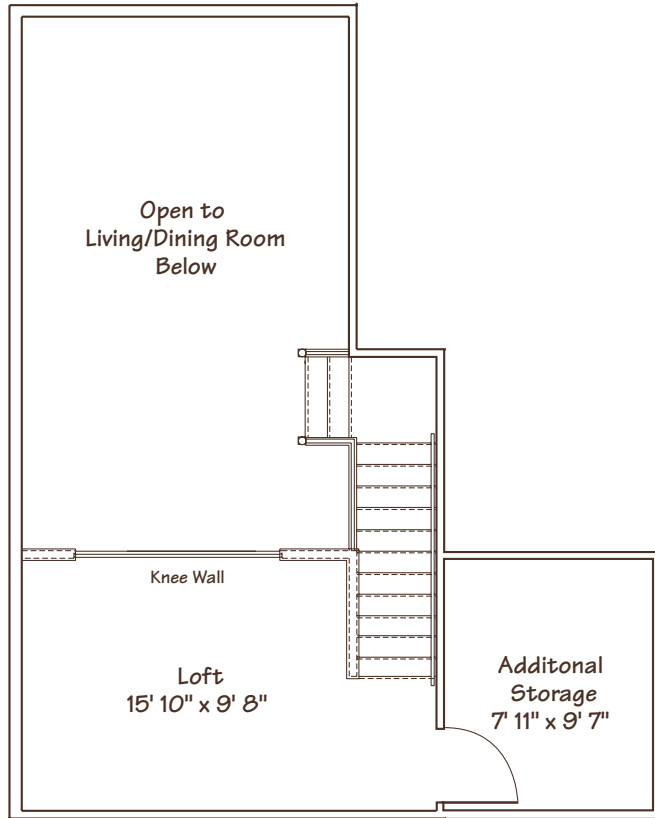 Open to
Living/Dining Room
Below
Knee Wall
Loft
15' 10" x 9' 8"
Additonal
Storage
7' 11" x 9' 7"